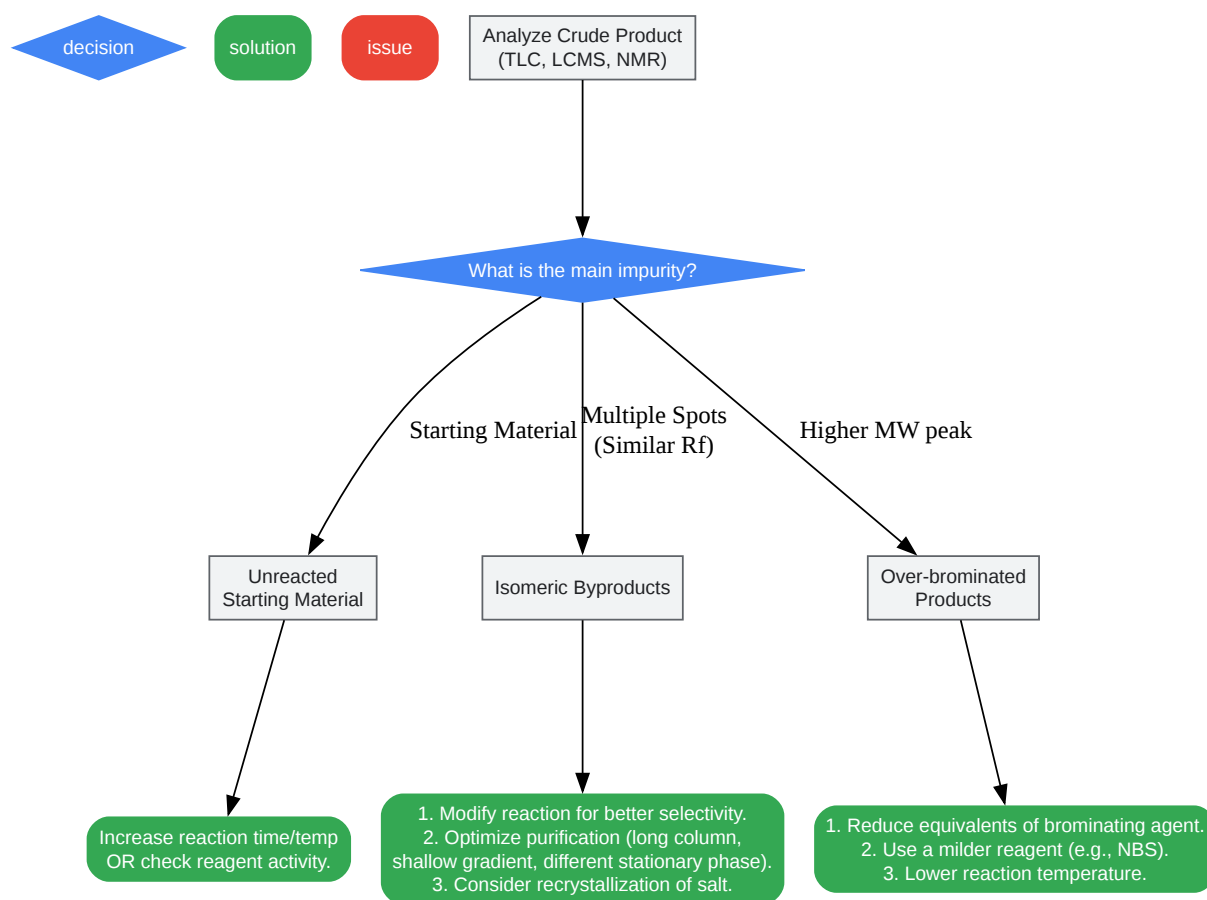 decision
solution
issue
Analyze Crude Product
(TLC, LCMS, NMR)
What is the main impurity?
Starting Material
Multiple Spots
(Similar Rf)
Higher MW peak
Unreacted
Starting Material
Isomeric Byproducts
Over-brominated
Products
Increase reaction time/temp
OR check reagent activity.
1. Modify reaction for better selectivity.
2. Optimize purification (long column,
shallow gradient, different stationary phase).
3. Consider recrystallization of salt.
1. Reduce equivalents of brominating agent.
2. Use a milder reagent (e.g., NBS).
3. Lower reaction temperature.